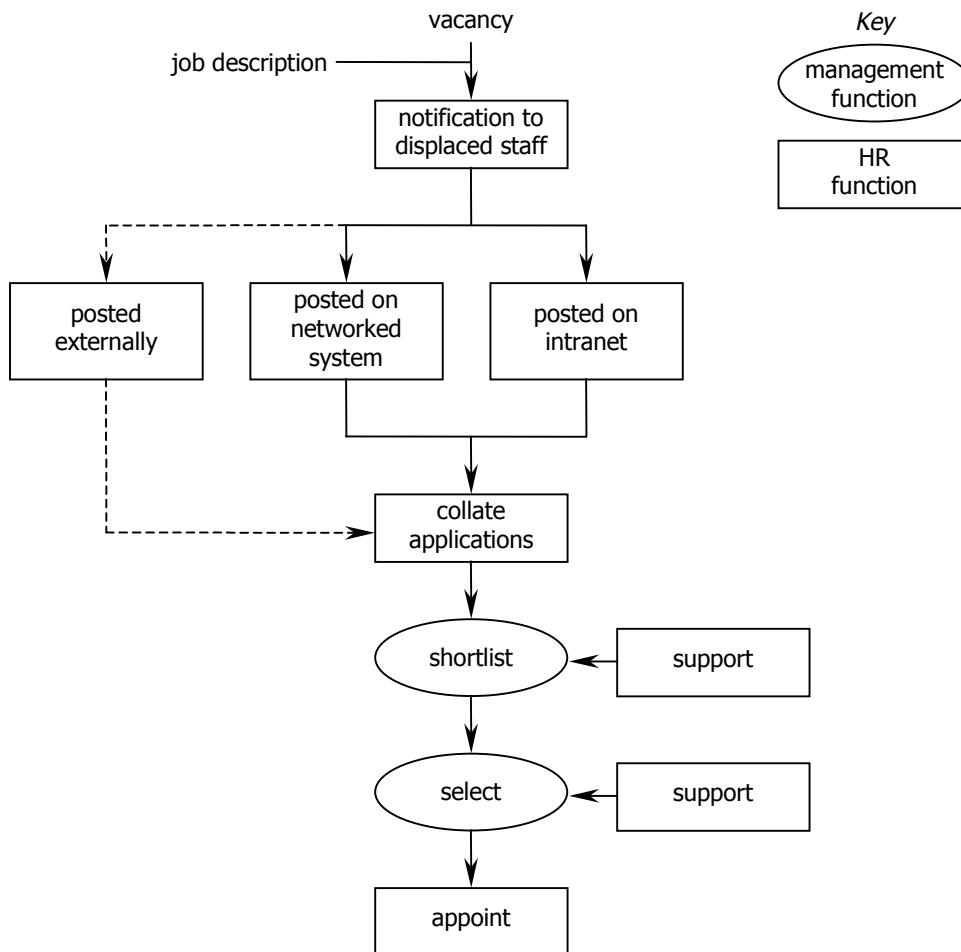 vacancy
job description
notification to
displaced staff
Key
management
function
HR
function
posted
externally
posted on
networked
system
posted on
intranet
collate
applications
shortlist
support
select
support
appoint